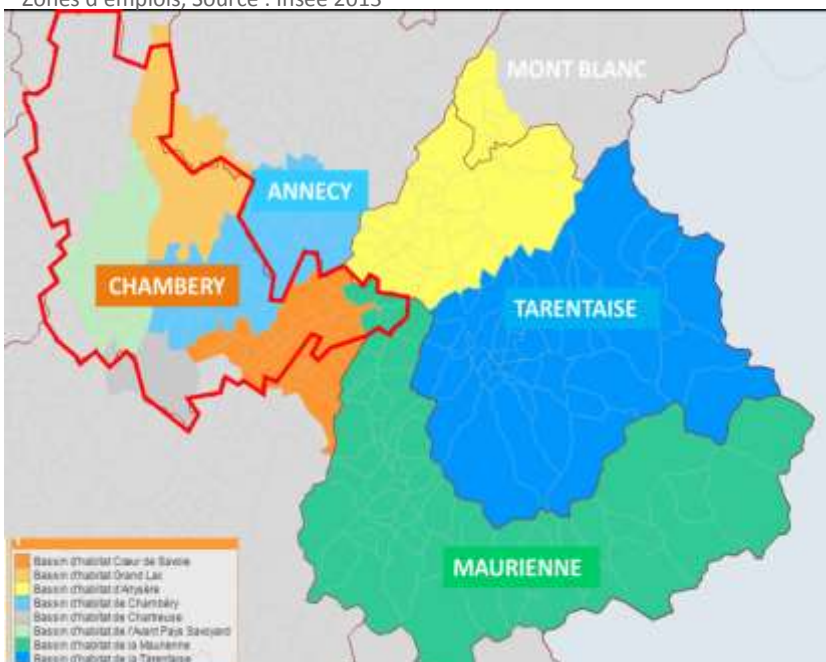 Zones d'emplois, Source : Insee 2015
MONT BLANC
ANNECY
CHAMBERY
TARENTAISE
MAURIENNE
Bassin d'habitat Cœur de Savoie
Bassin d'habitat Grand Lac
Bassin d'habitat d'Arlysère
Bassin d'habitat de Chambéry
Bassin d'habitat de Chartreuse
Bassin d'habitat de l'Avant Pays Savoyard
Bassin d'habitat de la Maurienne
Bassin d'habitat de la Tarentaise